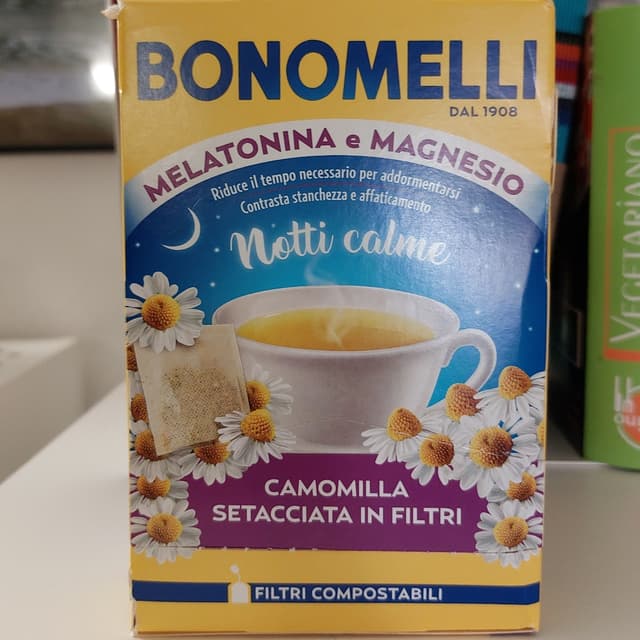 BONOMELLI
DAL 1908
MELATONINA e MAGNESIO
Riduce il tempo necessario per addormentarsi
Contrasta stanchezza e affaticamento
Notti calme
CAMOMILLA
SETACCIATA IN FILTRI
FILTRI COMPOSTABILI
VEGETARiANO